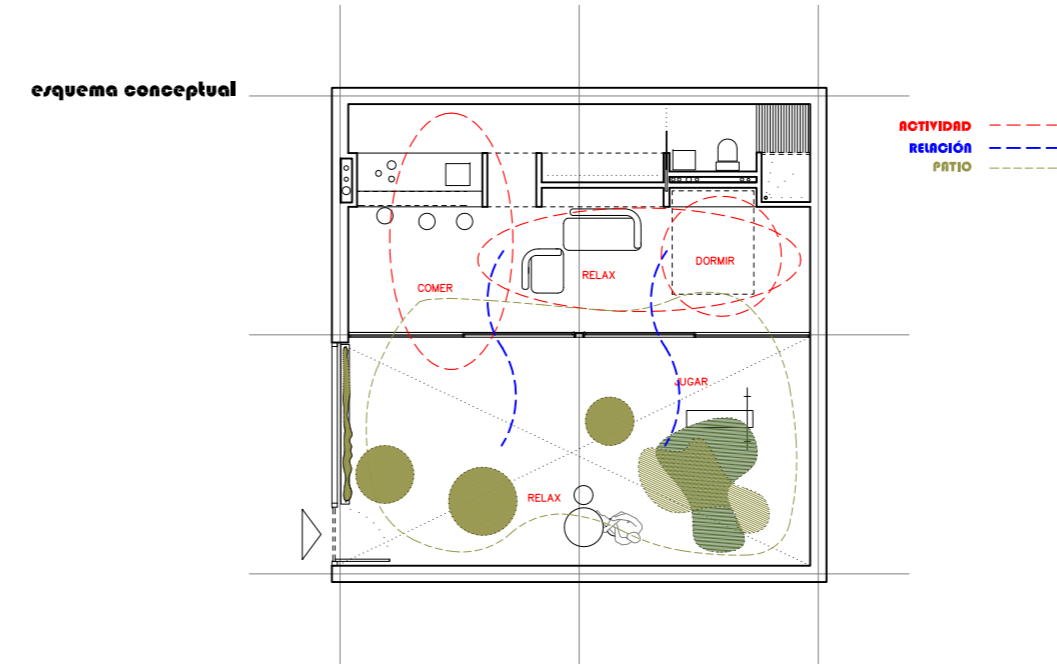 esquema conceptual
ACTIVIDAD
RELACIÓN
PATIO
DORMIR
RELAX
COMER
JUGAR
RELAX